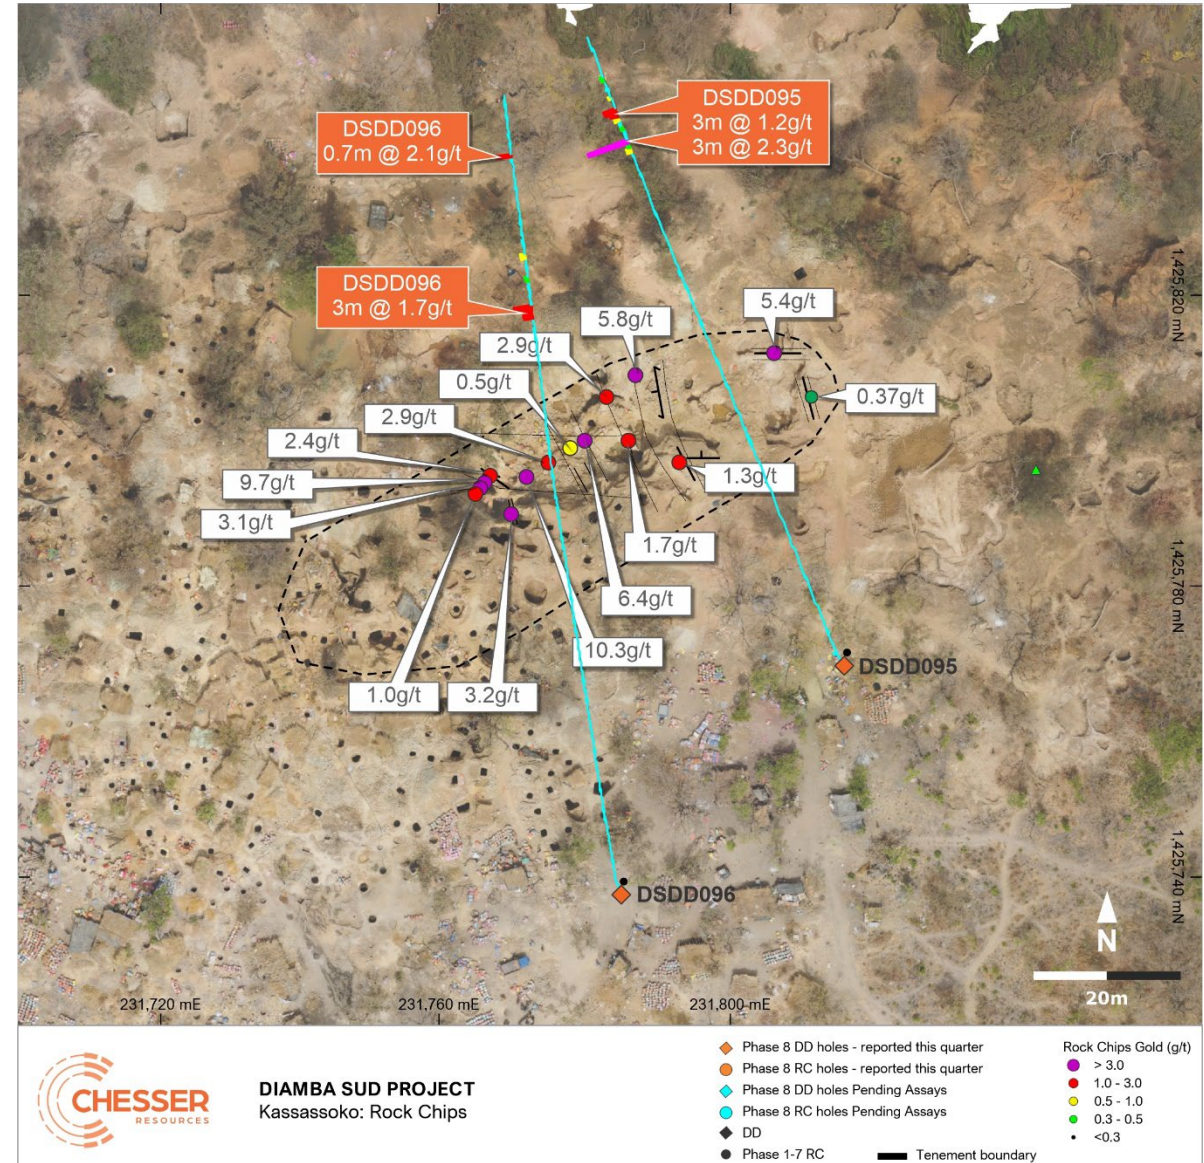 DSDD095
3m @ 1.2g/t
3m @ 2.3g/t
DSDD096
0.7m @ 2.1g/t
DSDD096
3m @ 1.7g/t
5.4g/t
5.8g/t
2.9g/t
0.5g/t
0.37g/t
2.9g/t
2.4g/t
9.7g/t
3.1g/t
1.3g/t
1.7g/t
6.4g/t
10.3g/t
1.0g/t
3.2g/t
DSDD095
DSDD096
1,425,820 mN
1,425,780 mN
1,425,740 mN
231,720 mE
231,760 mE
231,800 mE
N
20m
CHESSER
RESOURCES
DIAMBA SUD PROJECT
Kassassoko: Rock Chips
Phase 8 DD holes - reported this quarter
Phase 8 RC holes - reported this quarter
Phase 8 DD holes Pending Assays
Phase 8 RC holes Pending Assays
DD
Phase 1-7 RC
Tenement boundary
Rock Chips Gold (g/t)
> 3.0
1.0 - 3.0
0.5 - 1.0
0.3 - 0.5
<0.3